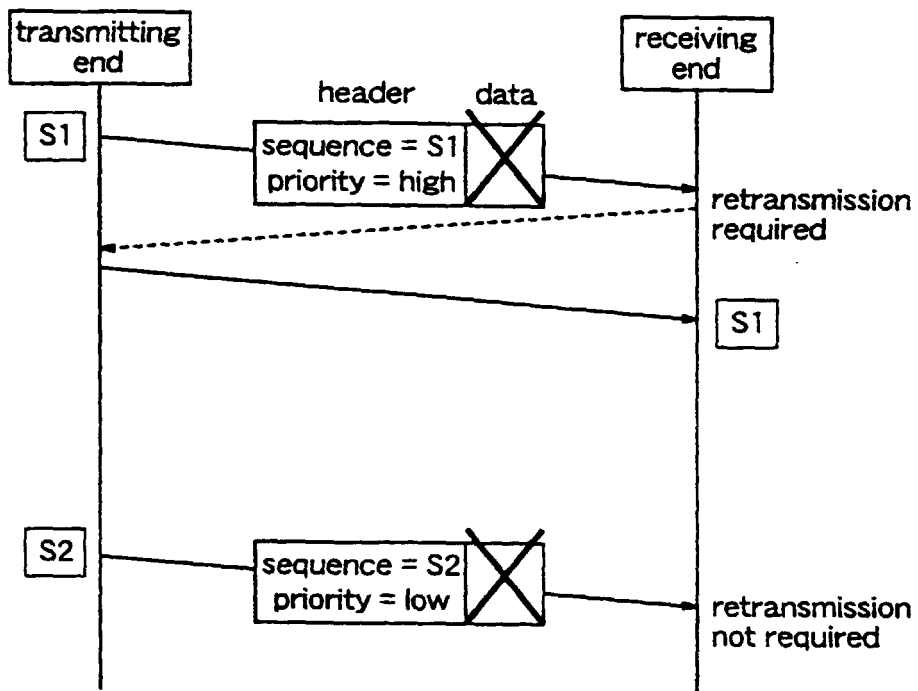 transmitting
end
receiving
end
header
data
S1
sequence = S1
priority = high
retransmission
required
S1
S2
sequence = S2
priority = low
retransmission
not required